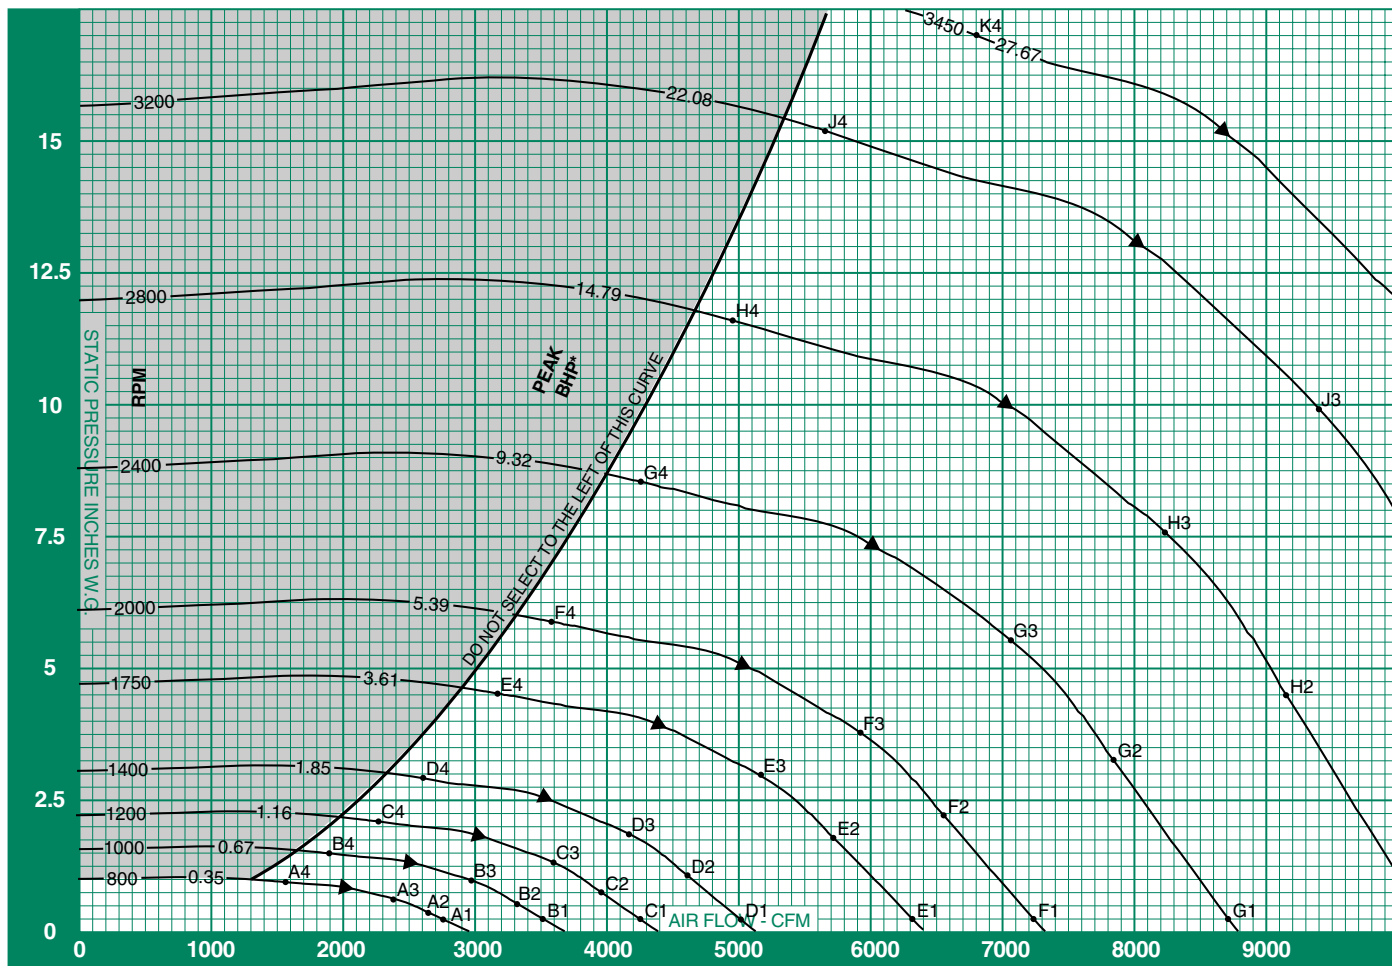 3450
K4
27.67
3200
22.08
J4
15
12.5
2800
14.79
H4
STATIC PRESSURE INCHES W.G.
RPM
PEAK
BHP*
DO NOT SELECT TO THE LEFT OF THIS CURVE
10
J3
2400
9.32
G4
7.5
H3
2000
5.39
F4
G3
5
1750
3.61
E4
H2
F3
G2
1400
1.85
D4
E3
2.5
1200
1.16
C4
D3
F2
E2
1000
0.67
B4
C3
D2
800
0.35
A4
B3
C2
A3
B2
A2
A1
B1
C1
D1
E1
F1
G1
AIR FLOW - CFM
0
0 1000 2000 3000 4000 5000 6000 7000 8000 9000